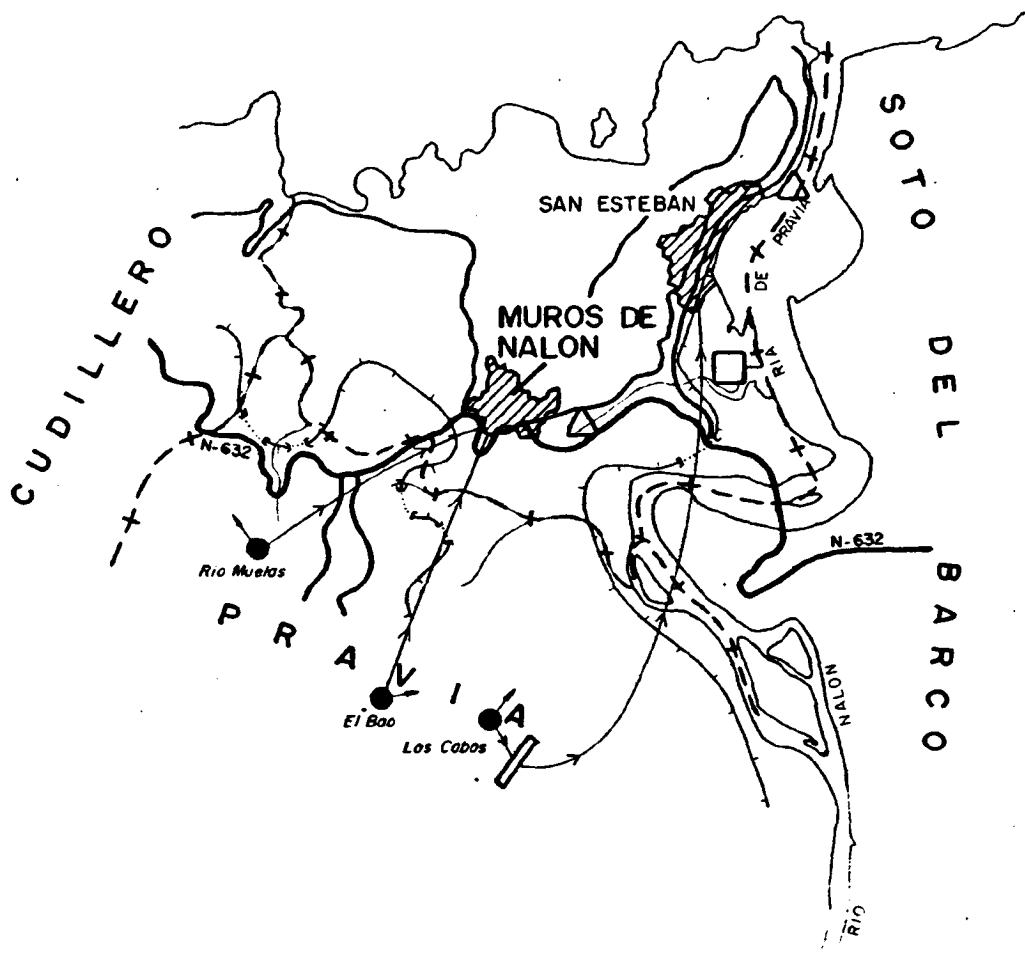 SAN ESTEBAN
MUROS DE
NALON
CUDILLERO
SOTO DEL BARCO
RIA DE PRAVIA
N-632
N-632
Rio Muelas
PRAVIA
El Bao
Los Cabos
RIO NALON